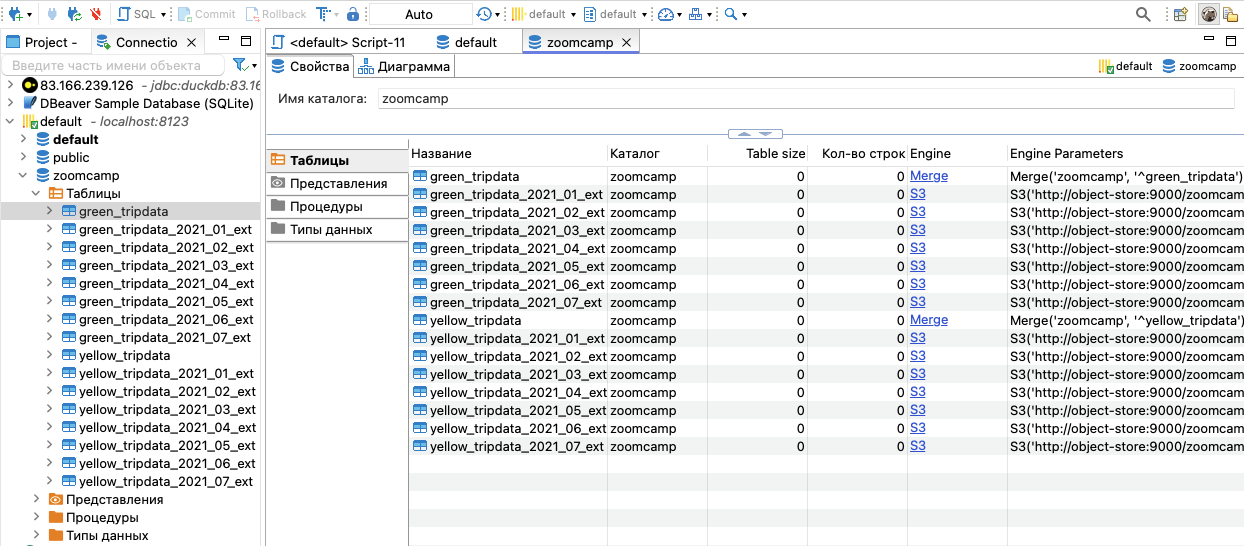 SQL Commit Rollback T Auto default default
Project - Connectio <default> Script-11 default zoomcamp
Введите часть имени объекта Свойства Диаграмма default zoomcamp
83.166.239.126 - jdbc:duckdb:83.16
DBeaver Sample Database (SQLite)
default - localhost:8123
default
public
zoomcamp
Таблицы
green_tripdata
green_tripdata_2021_01_ext
green_tripdata_2021_02_ext
green_tripdata_2021_03_ext
green_tripdata_2021_04_ext
green_tripdata_2021_05_ext
green_tripdata_2021_06_ext
green_tripdata_2021_07_ext
yellow_tripdata
yellow_tripdata_2021_01_ext
yellow_tripdata_2021_02_ext
yellow_tripdata_2021_03_ext
yellow_tripdata_2021_04_ext
yellow_tripdata_2021_05_ext
yellow_tripdata_2021_06_ext
yellow_tripdata_2021_07_ext
Представления
Процедуры
Типы данных
Имя каталога: zoomcamp
Таблицы
Представления
Процедуры
Типы данных
Название Каталог Table size Кол-во строк Engine Engine Parameters
green_tripdata zoomcamp 0 0 Merge Merge('zoomcamp', '^green_tripdata')
green_tripdata_2021_01_ext zoomcamp 0 0 S3 S3('http://object-store:9000/zoomcam
green_tripdata_2021_02_ext zoomcamp 0 0 S3 S3('http://object-store:9000/zoomcam
green_tripdata_2021_03_ext zoomcamp 0 0 S3 S3('http://object-store:9000/zoomcam
green_tripdata_2021_04_ext zoomcamp 0 0 S3 S3('http://object-store:9000/zoomcam
green_tripdata_2021_05_ext zoomcamp 0 0 S3 S3('http://object-store:9000/zoomcam
green_tripdata_2021_06_ext zoomcamp 0 0 S3 S3('http://object-store:9000/zoomcam
green_tripdata_2021_07_ext zoomcamp 0 0 S3 S3('http://object-store:9000/zoomcam
yellow_tripdata zoomcamp 0 0 Merge Merge('zoomcamp', '^yellow_tripdata')
yellow_tripdata_2021_01_ext zoomcamp 0 0 S3 S3('http://object-store:9000/zoomcam
yellow_tripdata_2021_02_ext zoomcamp 0 0 S3 S3('http://object-store:9000/zoomcam
yellow_tripdata_2021_03_ext zoomcamp 0 0 S3 S3('http://object-store:9000/zoomcam
yellow_tripdata_2021_04_ext zoomcamp 0 0 S3 S3('http://object-store:9000/zoomcam
yellow_tripdata_2021_05_ext zoomcamp 0 0 S3 S3('http://object-store:9000/zoomcam
yellow_tripdata_2021_06_ext zoomcamp 0 0 S3 S3('http://object-store:9000/zoomcam
yellow_tripdata_2021_07_ext zoomcamp 0 0 S3 S3('http://object-store:9000/zoomcam